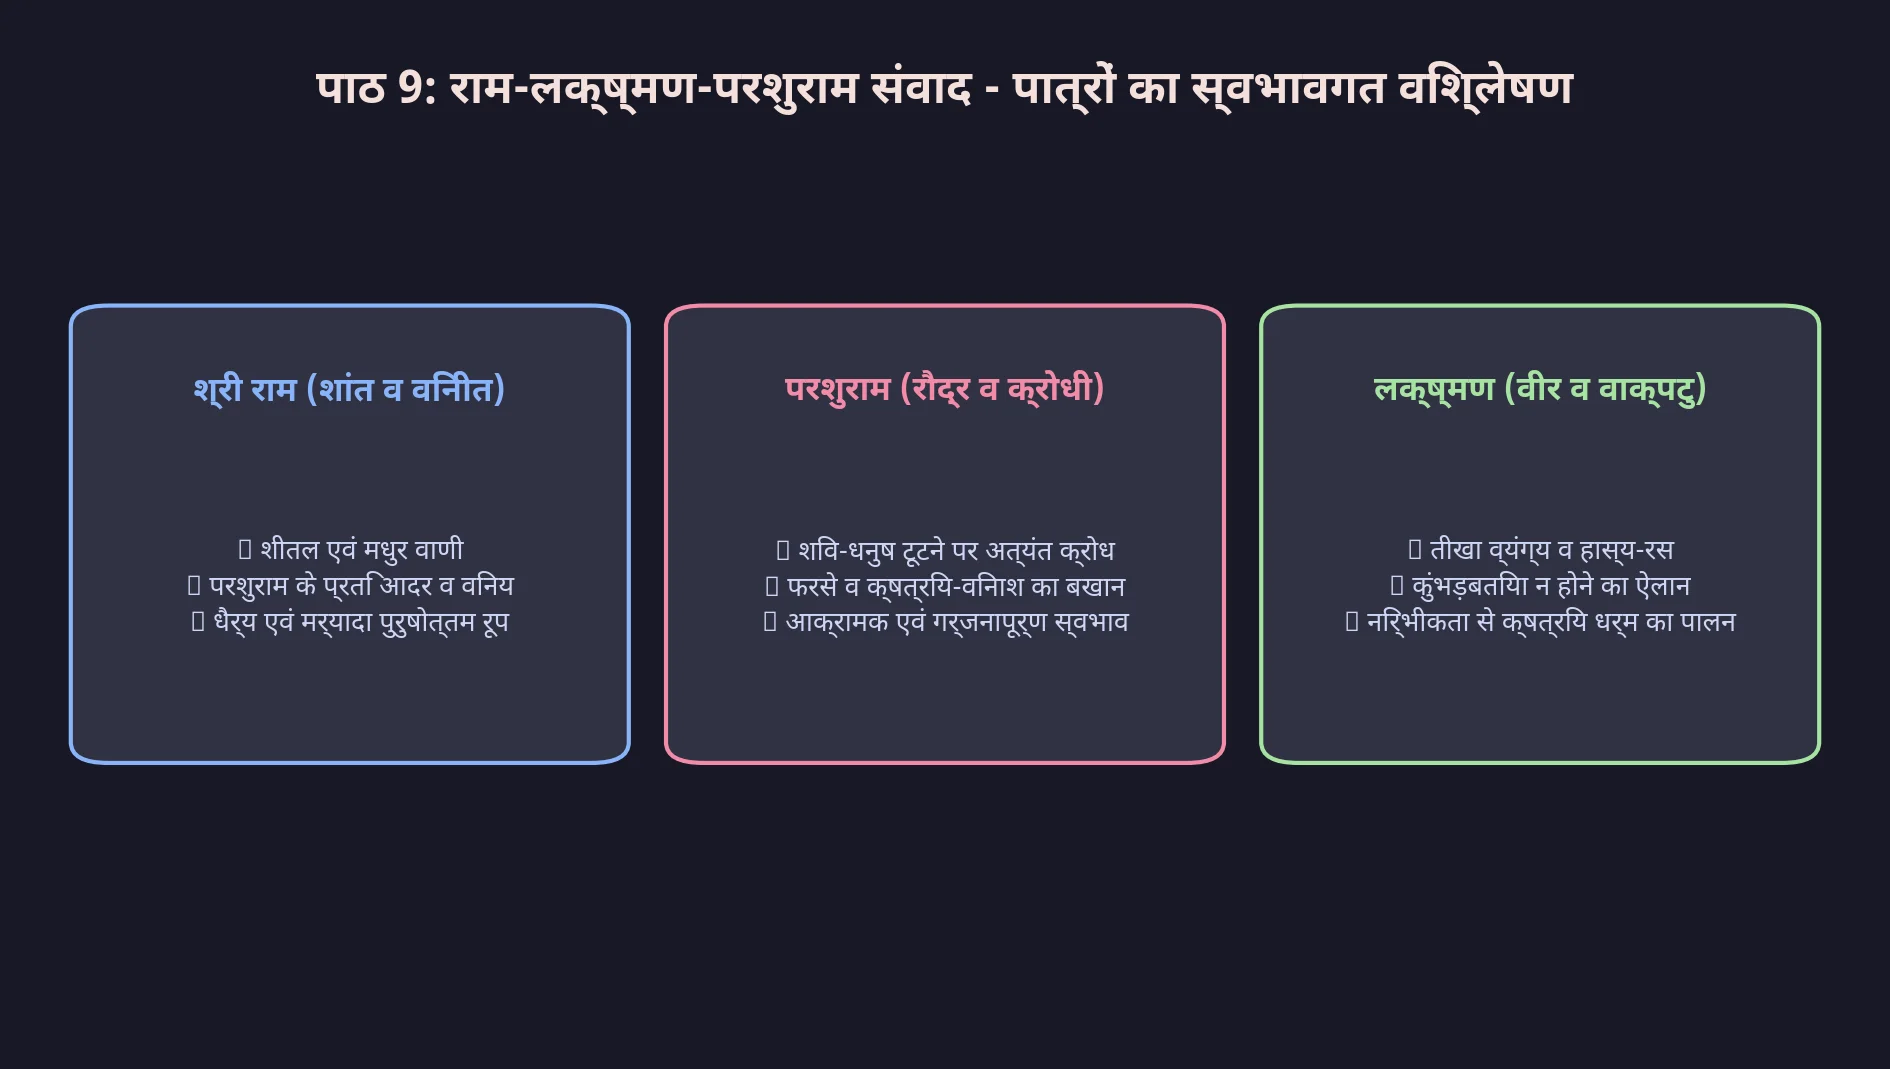 पाठ 9: राम-लक्ष्मण-परशुराम संवाद - पात्रों का स्वभावगत विश्लेषण
श्री राम (शांत व विनीत)
▯ शीतल एवं मधुर वाणी
▯ परशुराम के प्रति आदर व विनय
▯ धैर्य एवं मर्यादा पुरुषोत्तम रूप
परशुराम (रौद्र व क्रोधी)
▯ शिव-धनुष टूटने पर अत्यंत क्रोध
▯ फरसे व क्षत्रिय-विनाश का बखान
▯ आक्रामक एवं गर्जनापूर्ण स्वभाव
लक्ष्मण (वीर व वाक्पटु)
▯ तीखा व्यंग्य व हास्य-रस
▯ कुंभड़बतिया न होने का ऐलान
▯ निर्भीकता से क्षत्रिय धर्म का पालन